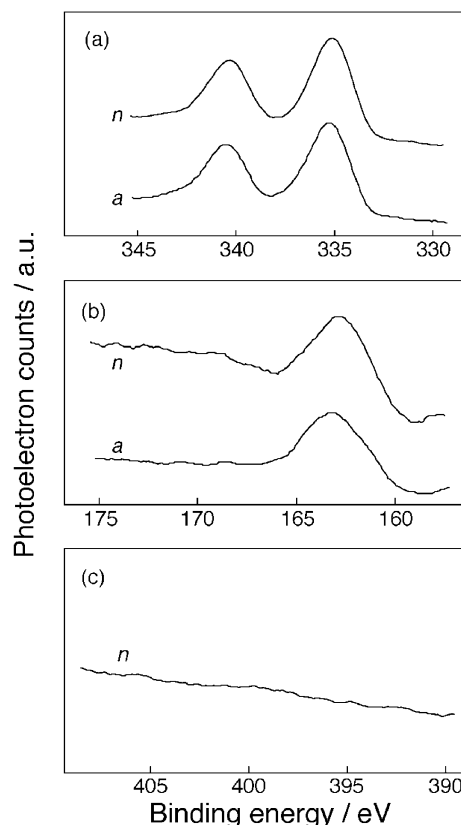 (a)
n
a
345 340 335 330
(b)
n
a
175 170 165 160
(c)
n
405 400 395 390
Binding energy / eV
Photoelectron counts / a.u.